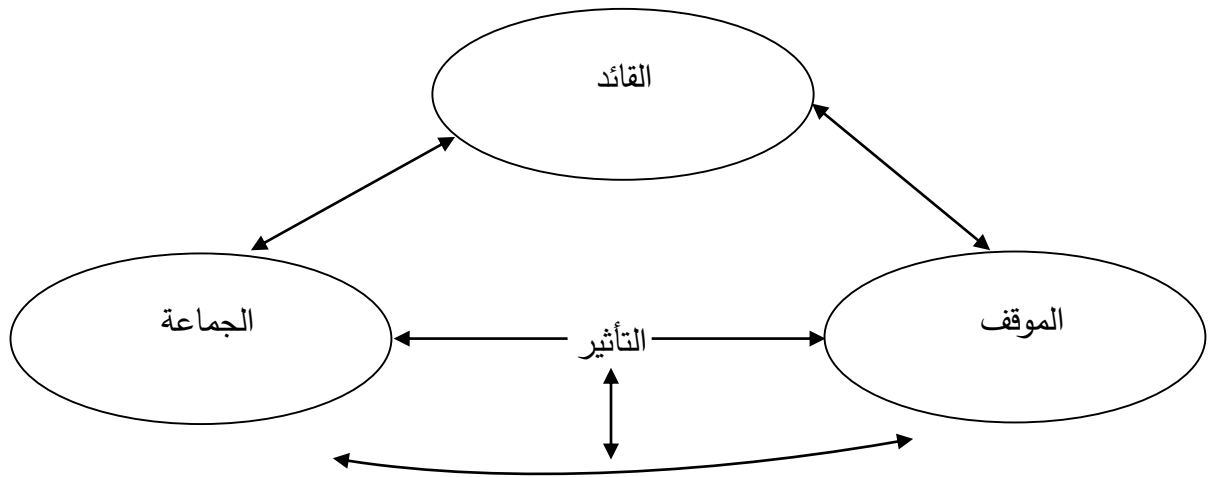 القائد
الموقف
الجماعة
التأثير